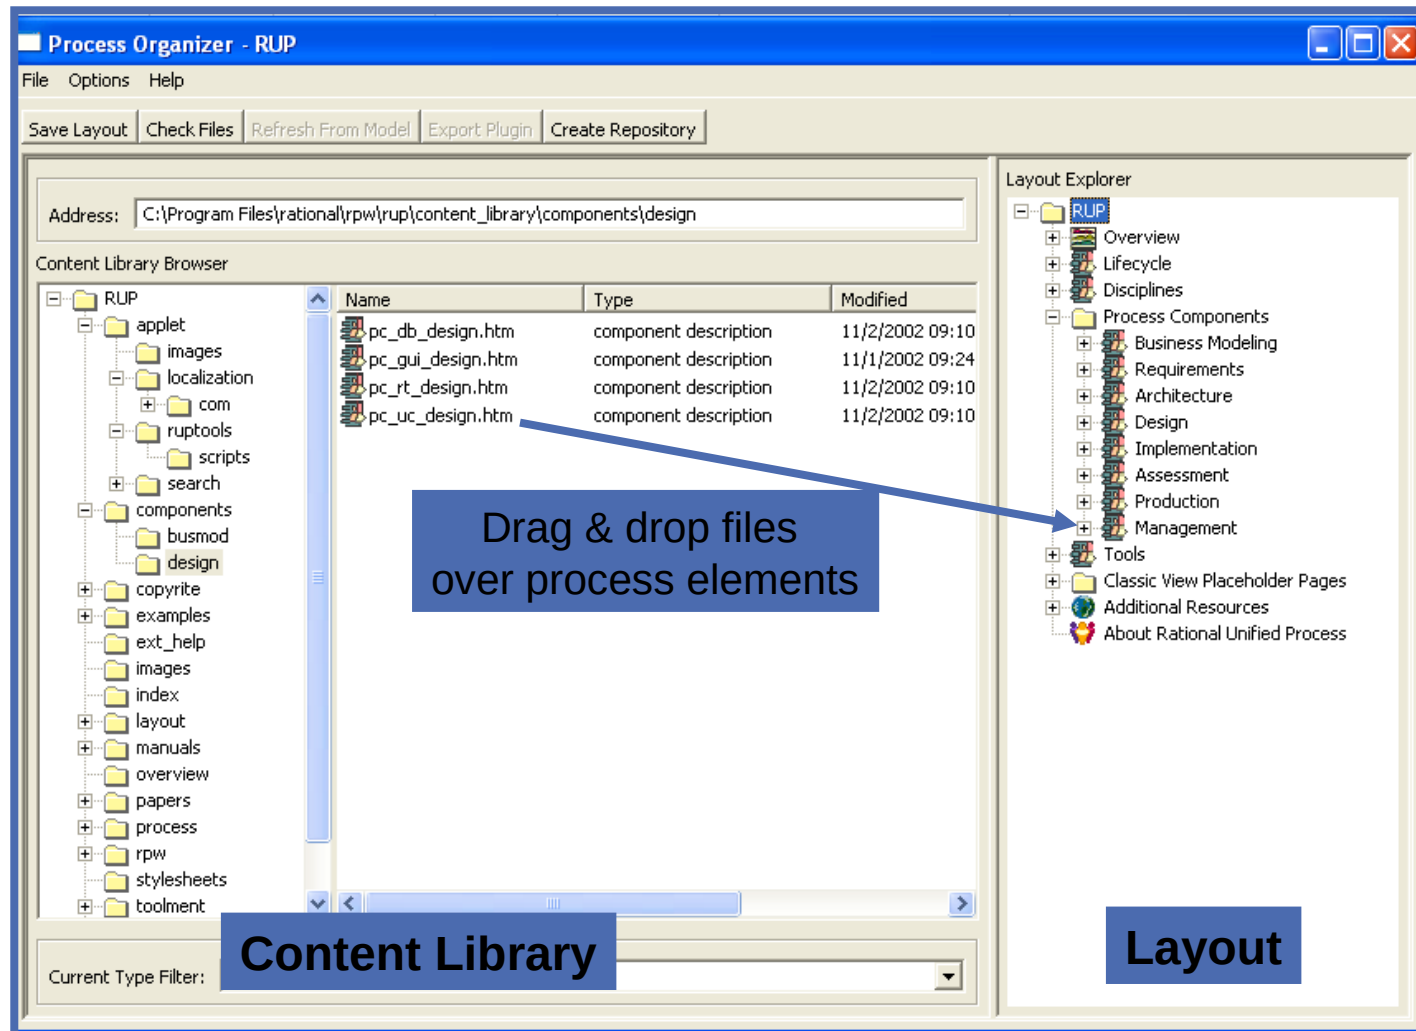 Process Organizer - RUP
File Options Help
Save Layout Check Files Refresh From Model Export Plugin Create Repository
Address: C:\Program Files\rational\rpw\rup\content_library\components\design
Content Library Browser
RUP
applet
images
localization
com
ruptools
scripts
search
components
busmod
design
copyrite
examples
ext_help
images
index
layout
manuals
overview
papers
process
rpw
stylesheets
toolment
Name Type Modified
pc_db_design.htm component description 11/2/2002 09:10
pc_gui_design.htm component description 11/1/2002 09:24
pc_rt_design.htm component description 11/2/2002 09:10
pc_uc_design.htm component description 11/2/2002 09:10
Drag & drop files
over process elements
Current Type Filter:
Content Library
Layout Explorer
RUP
Overview
Lifecycle
Disciplines
Process Components
Business Modeling
Requirements
Architecture
Design
Implementation
Assessment
Production
Management
Tools
Classic View Placeholder Pages
Additional Resources
About Rational Unified Process
Layout